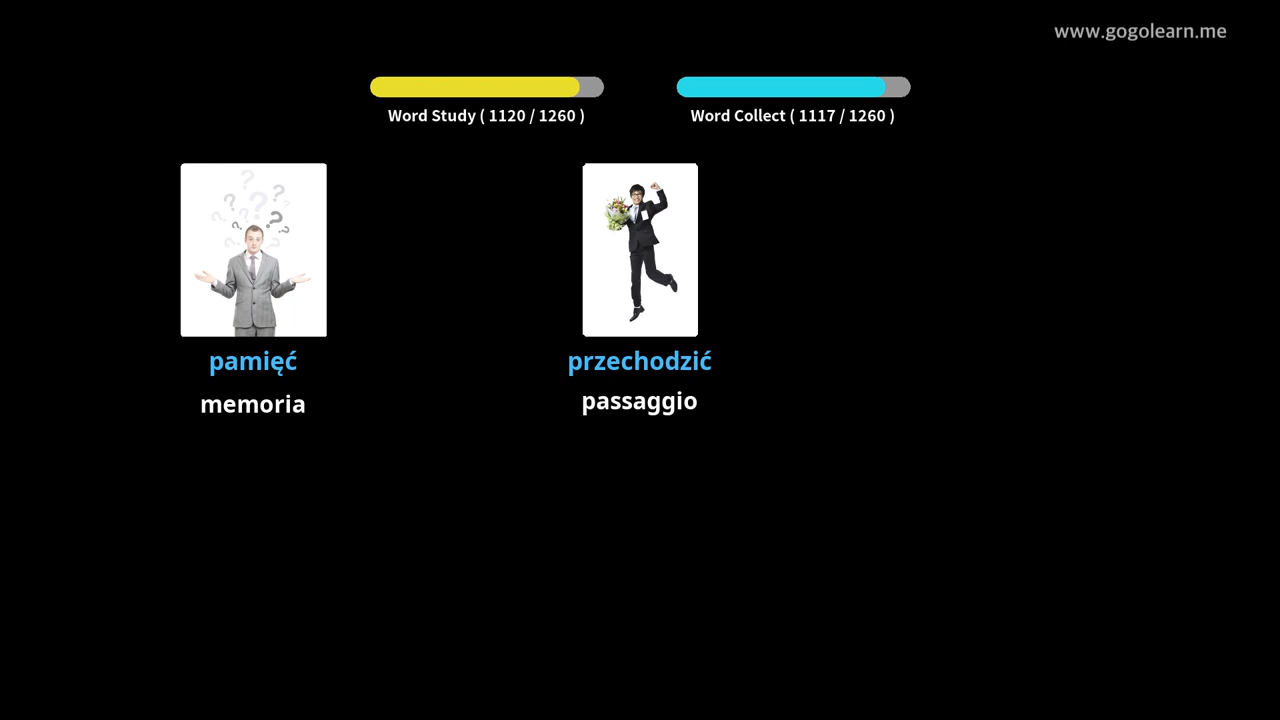 www.gogolearn.me
Word Study ( 1120 / 1260 )
Word Collect ( 1117 / 1260 )
pamięć
przechodzić
memoria
passaggio